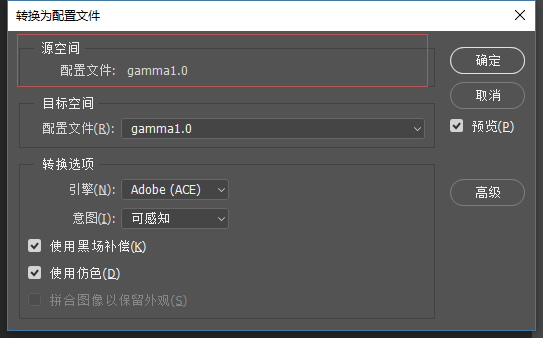 转换为配置文件
源空间
配置文件: gamma1.0
确定
目标空间
取消
配置文件(R): gamma1.0
预览(P)
转换选项
引擎(N): Adobe (ACE)
高级
意图(I): 可感知
使用黑场补偿(K)
使用仿色(D)
拼合图像以保留外观(S)